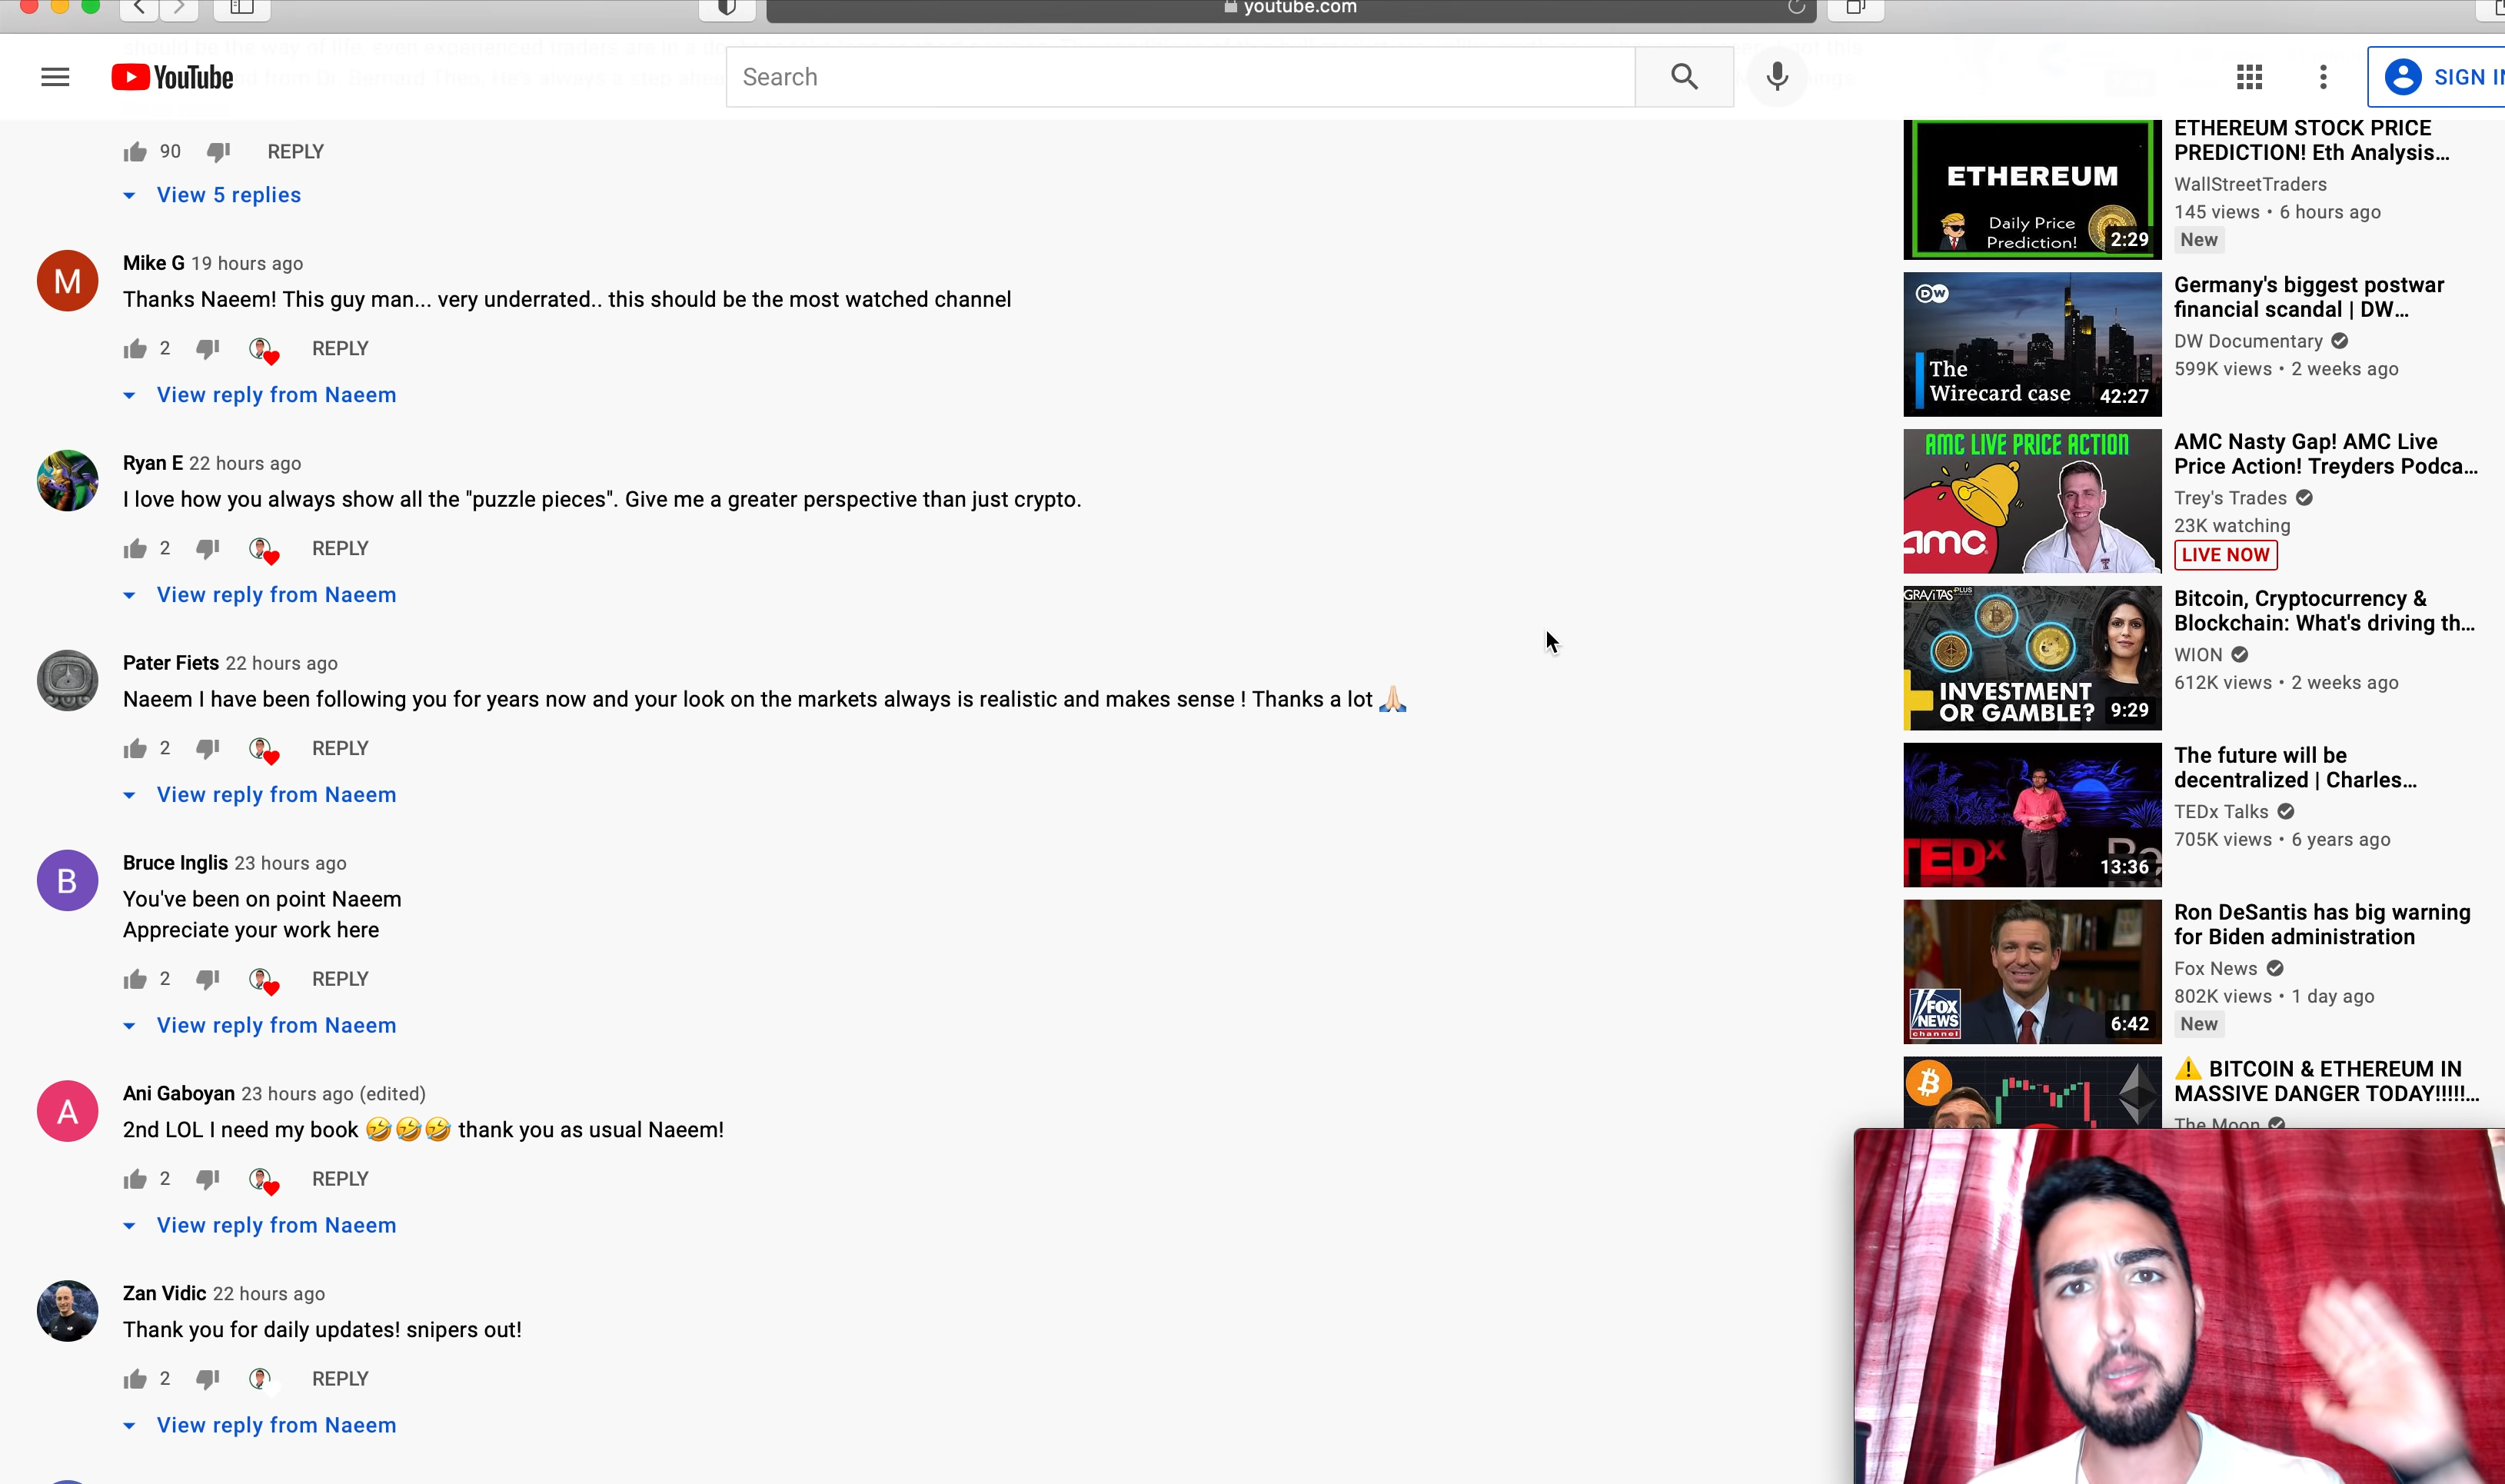 youtube.com
YouTube
Search
SIGN IN
90 REPLY
View 5 replies
Mike G 19 hours ago
Thanks Naeem! This guy man... very underrated.. this should be the most watched channel
2 REPLY
View reply from Naeem
Ryan E 22 hours ago
I love how you always show all the "puzzle pieces". Give me a greater perspective than just crypto.
2 REPLY
View reply from Naeem
Pater Fiets 22 hours ago
Naeem I have been following you for years now and your look on the markets always is realistic and makes sense ! Thanks a lot 🙏🏻
2 REPLY
View reply from Naeem
Bruce Inglis 23 hours ago
You've been on point Naeem
Appreciate your work here
2 REPLY
View reply from Naeem
Ani Gaboyan 23 hours ago (edited)
2nd LOL I need my book 🤣🤣🤣 thank you as usual Naeem!
2 REPLY
View reply from Naeem
Zan Vidic 22 hours ago
Thank you for daily updates! snipers out!
2 REPLY
View reply from Naeem
M
B
A
ETHEREUM
Daily Price
Prediction!
2:29
ETHEREUM STOCK PRICE
PREDICTION! Eth Analysis...
WallStreetTraders
145 views • 6 hours ago
New
DW
The
Wirecard case
42:27
Germany's biggest postwar
financial scandal | DW...
DW Documentary
599K views • 2 weeks ago
AMC LIVE PRICE ACTION
amc
AMC Nasty Gap! AMC Live
Price Action! Treyders Podca...
Trey's Trades
23K watching
LIVE NOW
GRAVITAS PLUS
INVESTMENT
OR GAMBLE?
9:29
Bitcoin, Cryptocurrency &
Blockchain: What's driving th...
WION
612K views • 2 weeks ago
TEDx
Be
13:36
The future will be
decentralized | Charles...
TEDx Talks
705K views • 6 years ago
FOX
NEWS
channel
6:42
Ron DeSantis has big warning
for Biden administration
Fox News
802K views • 1 day ago
New
⚠️ BITCOIN & ETHEREUM IN
MASSIVE DANGER TODAY!!!!!...
The Moon